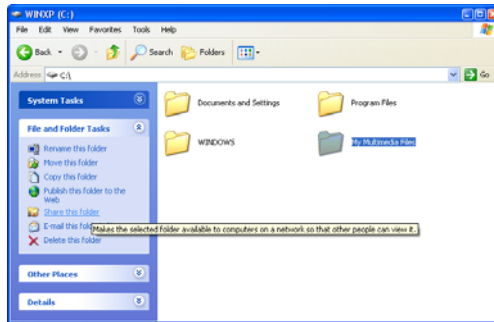 WINXP (C:)
File Edit View Favorites Tools Help
Back Search Folders
Address C:\ Go
System Tasks
File and Folder Tasks
Rename this folder
Move this folder
Copy this folder
Publish this folder to the
Web
Share this folder
E-mail this
Makes the selected folder available to computers on a network so that other people can view it.
Delete this folder
Other Places
Details
Documents and Settings Program Files
WINDOWS My Multimedia Files